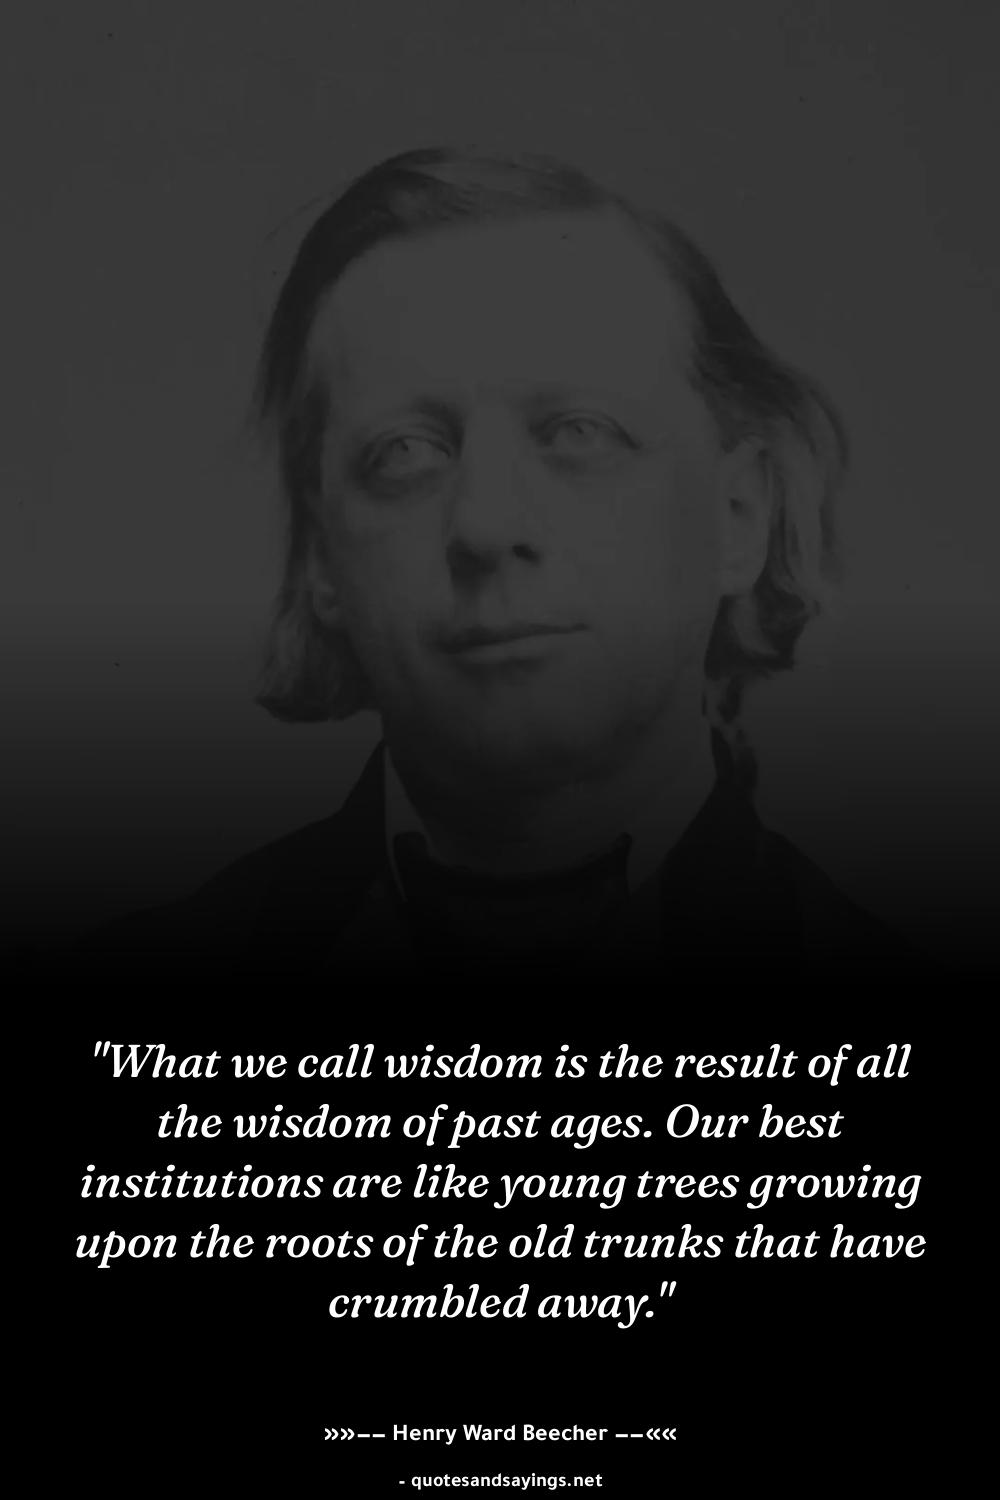 "What we call wisdom is the result of all
the wisdom of past ages. Our best
institutions are like young trees growing
upon the roots of the old trunks that have
crumbled away."
»»−− Henry Ward Beecher −−««
- quotesandsayings.net